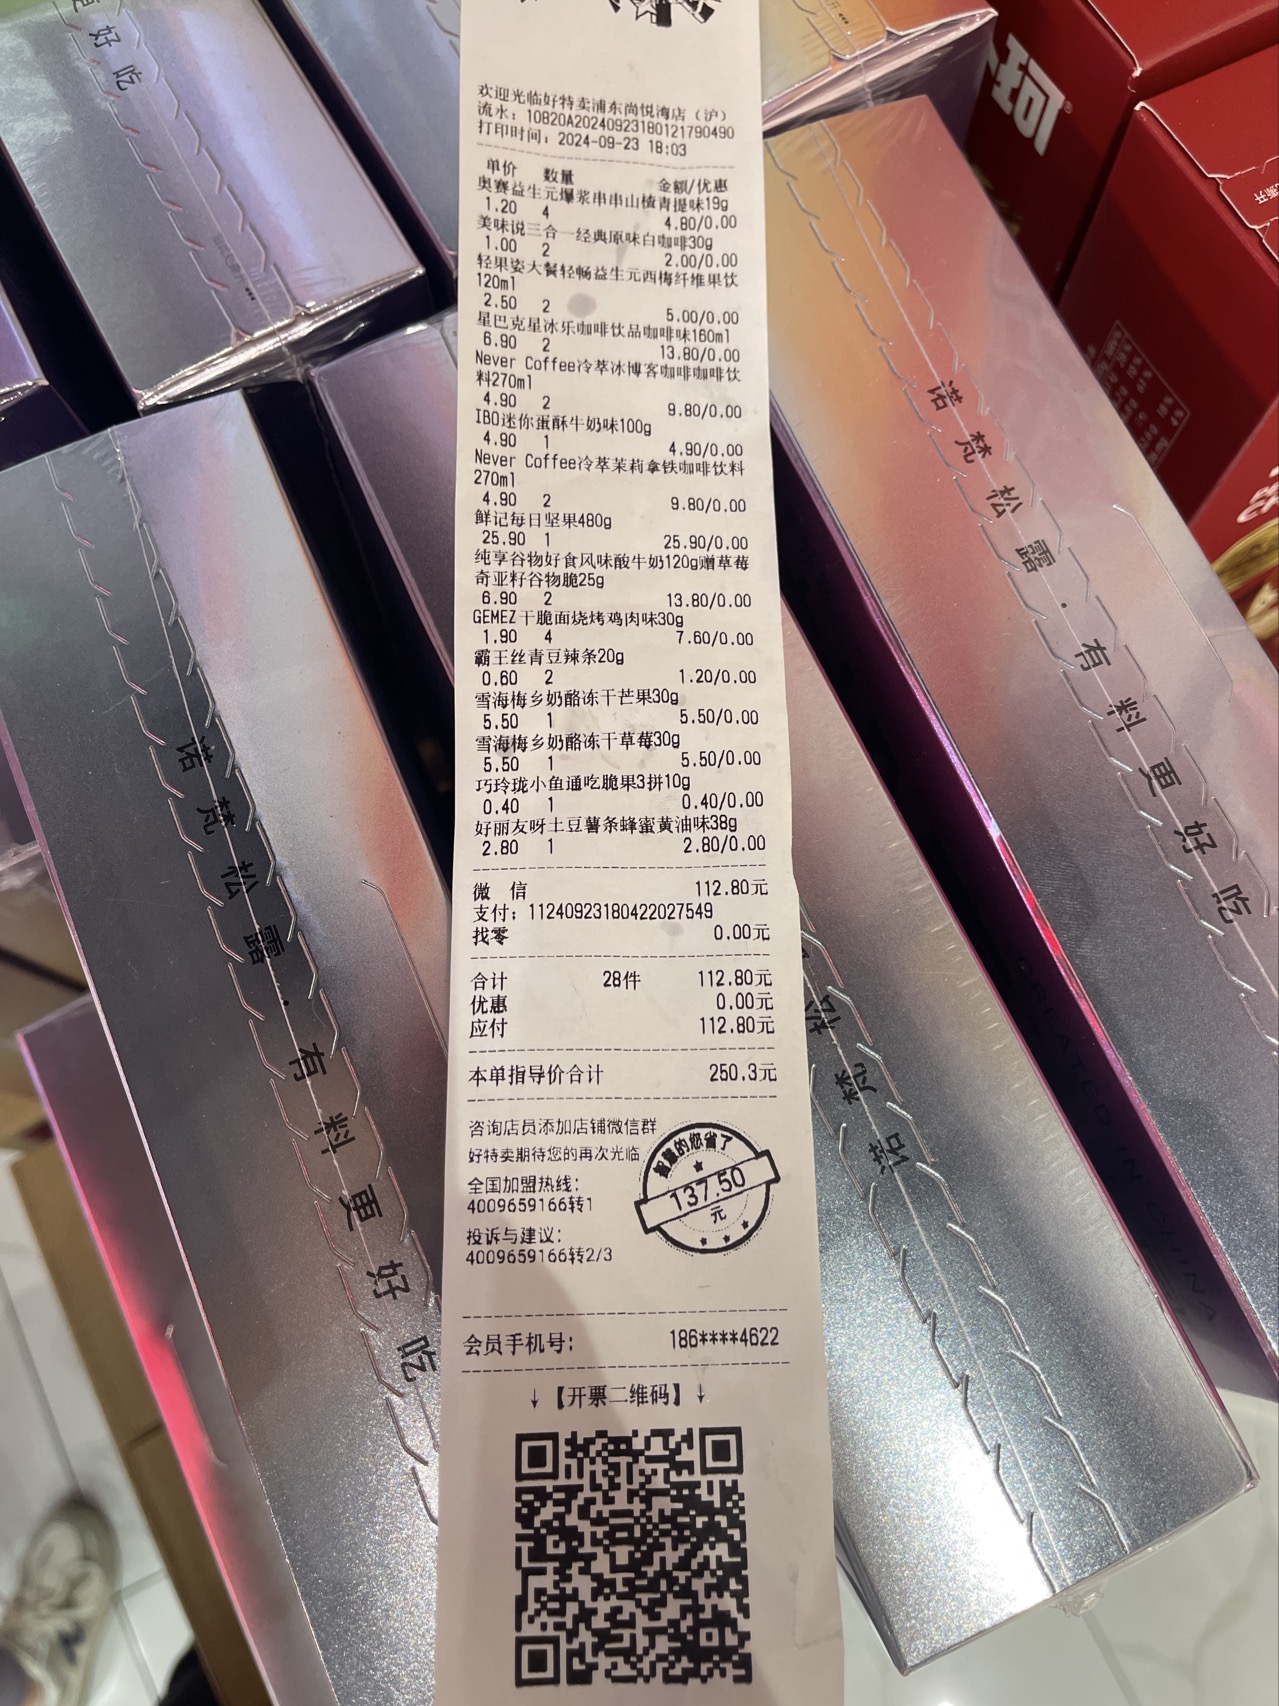 欢迎光临好特卖浦东尚悦湾店（沪）
流水：10820A20240923180121790490
打印时间：2024-09-23 18:03
单价 数量 金额/优惠
奥赛益生元爆浆串串山楂青提味19g
1.20 4 4.80/0.00
美味说三合一经典原味白咖啡30g
1.00 2 2.00/0.00
轻果姿大餐轻畅益生元西梅纤维果饮
120ml
2.50 2 5.00/0.00
星巴克星冰乐咖啡饮品咖啡味160ml
6.90 2 13.80/0.00
Never Coffee冷萃冰博客咖啡咖啡饮
料270ml
4.90 2 9.80/0.00
IBO迷你蛋酥牛奶味100g
4.90 1 4.90/0.00
Never Coffee冷萃茉莉拿铁咖啡饮料
270ml
4.90 2 9.80/0.00
鲜记每日坚果480g
25.90 1 25.90/0.00
纯享谷物好食风味酸牛奶120g赠草莓
奇亚籽谷物脆25g
6.90 2 13.80/0.00
GEMEZ干脆面烧烤鸡肉味30g
1.90 4 7.60/0.00
霸王丝青豆辣条20g
0.60 2 1.20/0.00
雪海梅乡奶酪冻干芒果30g
5.50 1 5.50/0.00
雪海梅乡奶酪冻干草莓30g
5.50 1 5.50/0.00
巧玲珑小鱼通吃脆果3拼10g
0.40 1 0.40/0.00
好丽友呀土豆薯条蜂蜜黄油味38g
2.80 1 2.80/0.00
微 信 112.80元
支付：11240923180422027549
找零 0.00元
合计 28件 112.80元
优惠 0.00元
应付 112.80元
本单指导价合计 250.3元
咨询店员添加店铺微信群
好特卖期待您的再次光临
全国加盟热线：
4009659166转1
投诉与建议：
4009659166转2/3
智慧的您省了
137.50
元
会员手机号： 186****4622
↓【开票二维码】↓
更好吃
诺梵松露·有料更好吃
诺梵松露·有料更好吃
诺梵松
CREATED IN CHINA